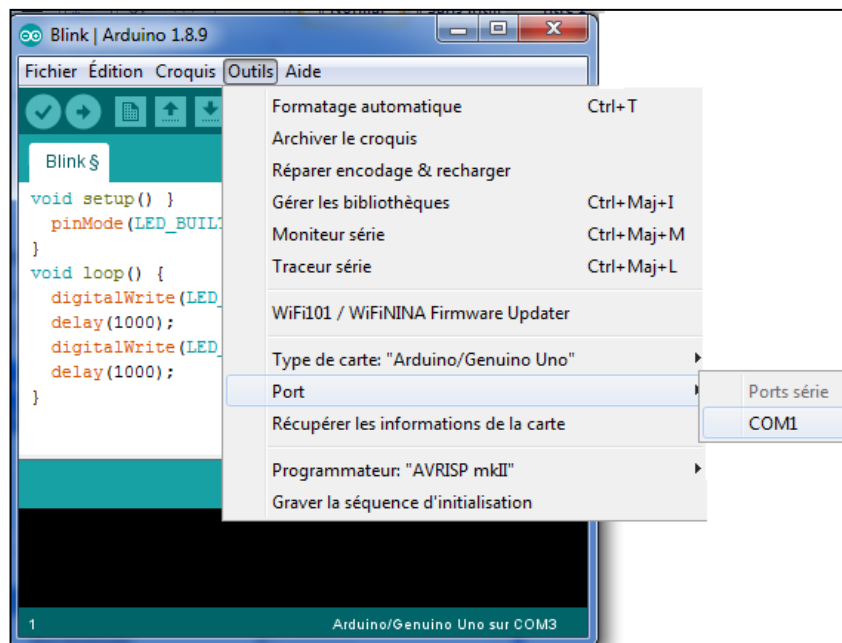 Blink | Arduino 1.8.9
Fichier Édition Croquis Outils Aide
Blink §
void setup() }
pinMode(LED_BUILT
}
void loop() {
digitalWrite(LED_
delay(1000);
digitalWrite(LED_
delay(1000);
}
Formatage automatique Ctrl+T
Archiver le croquis
Réparer encodage & recharger
Gérer les bibliothèques Ctrl+Maj+I
Moniteur série Ctrl+Maj+M
Traceur série Ctrl+Maj+L
WiFi101 / WiFiNINA Firmware Updater
Type de carte: "Arduino/Genuino Uno"
Port
Récupérer les informations de la carte
Programmateur: "AVRISP mkII"
Graver la séquence d'initialisation
Ports série
COM1
1 Arduino/Genuino Uno sur COM3